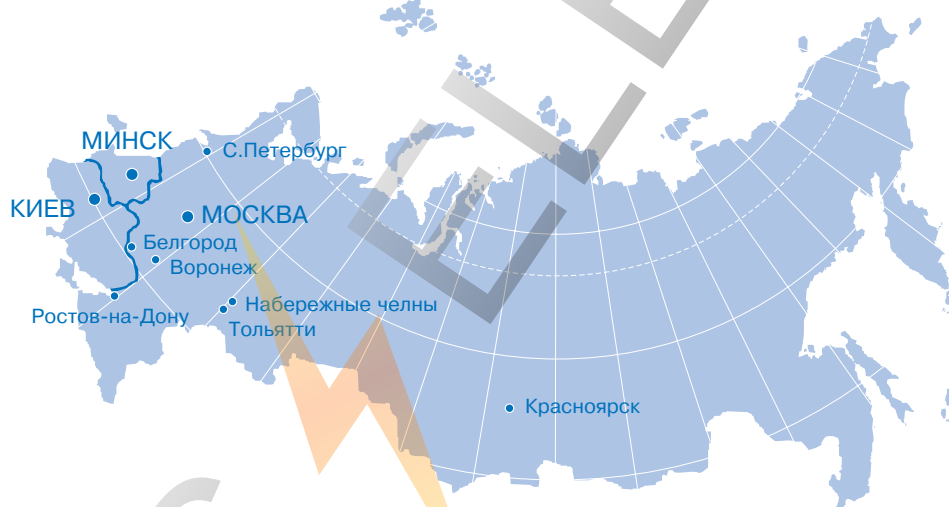 МИНСК
С.Петербург
КИЕВ
МОСКВА
Белгород
Воронеж
Набережные челны
Ростов-на-Дону
Тольятти
Красноярск